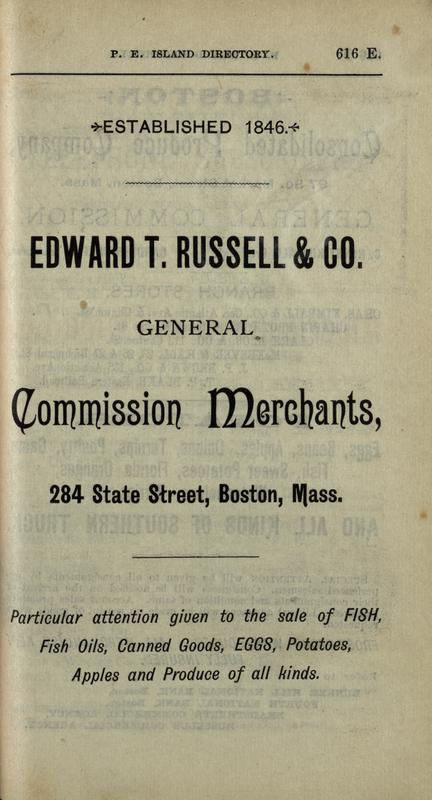 P. E. ISLAND DIRECTORY. 616 E.
ESTABLISHED 1846.
EDWARD T. RUSSELL & CO.
GENERAL
Commission Merchants,
284 State Street, Boston, Mass.
Particular attention given to the sale of FISH,
Fish Oils, Canned Goods, EGGS, Potatoes,
Apples and Produce of all kinds.